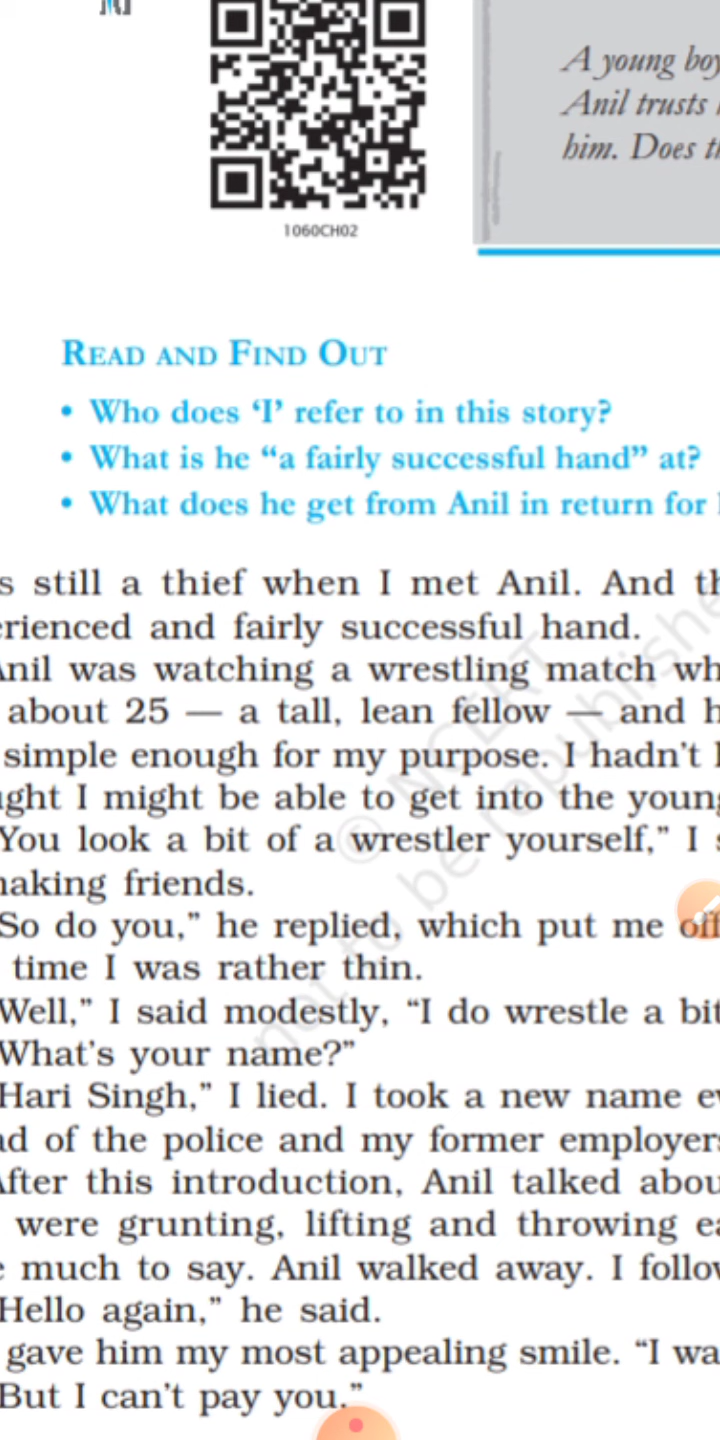 A young boy
Anil trusts
him. Does
1060CH02
READ AND FIND OUT
• Who does ‘I’ refer to in this story?
• What is he “a fairly successful hand” at?
• What does he get from Anil in return for
still a thief when I met Anil. And
and fairly successful hand.
was watching a wrestling match
about 25 — a tall, lean fellow — and
simple enough for my purpose. I hadn't
I might be able to get into the
You look a bit of a wrestler yourself,” I
friends.
So do you,” he replied, which put me off
time I was rather thin.
Well,” I said modestly, “I do wrestle a bit
What's your name?”
Hari Singh,” I lied. I took a new name
of the police and my former
this introduction, Anil talked
were grunting, lifting and throwing
much to say. Anil walked away. I
Hello again,” he said.
gave him my most appealing smile. “I
But I can't pay you.”
© NCERT
not to be republished